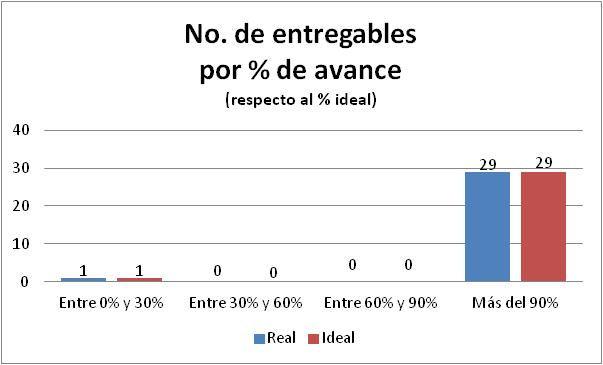 No. de entregables
por % de avance
(respecto al % ideal)
40
30
20
10
0
1 1 0 0 0 0 29 29
Entre 0% y 30% Entre 30% y 60% Entre 60% y 90% Más del 90%
Real Ideal